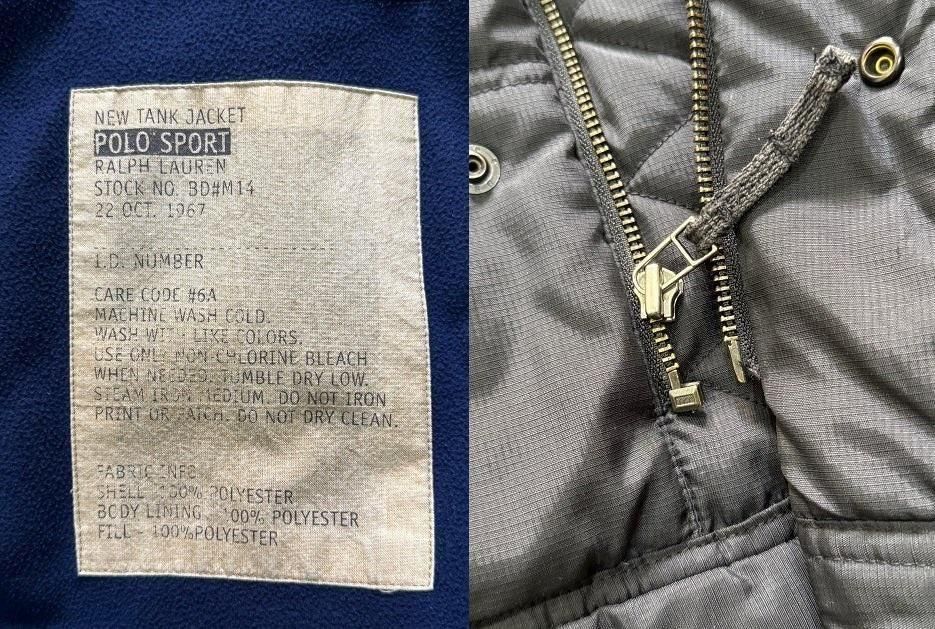 NEW TANK JACKET
POLO SPORT
RALPH LAUREN
STOCK NO. BD#M14
22 OCT. 1967
I.D. NUMBER
CARE CODE #6A
MACHINE WASH COLD.
WASH WITH LIKE COLORS.
USE ONLY NON-CHLORINE BLEACH
WHEN NEEDED. TUMBLE DRY LOW.
STEAM IRON MEDIUM. DO NOT IRON
PRINT OR PATCH. DO NOT DRY CLEAN.
FABRIC INFO
SHELL - 100% POLYESTER
BODY LINING - 100% POLYESTER
FILL - 100%POLYESTER